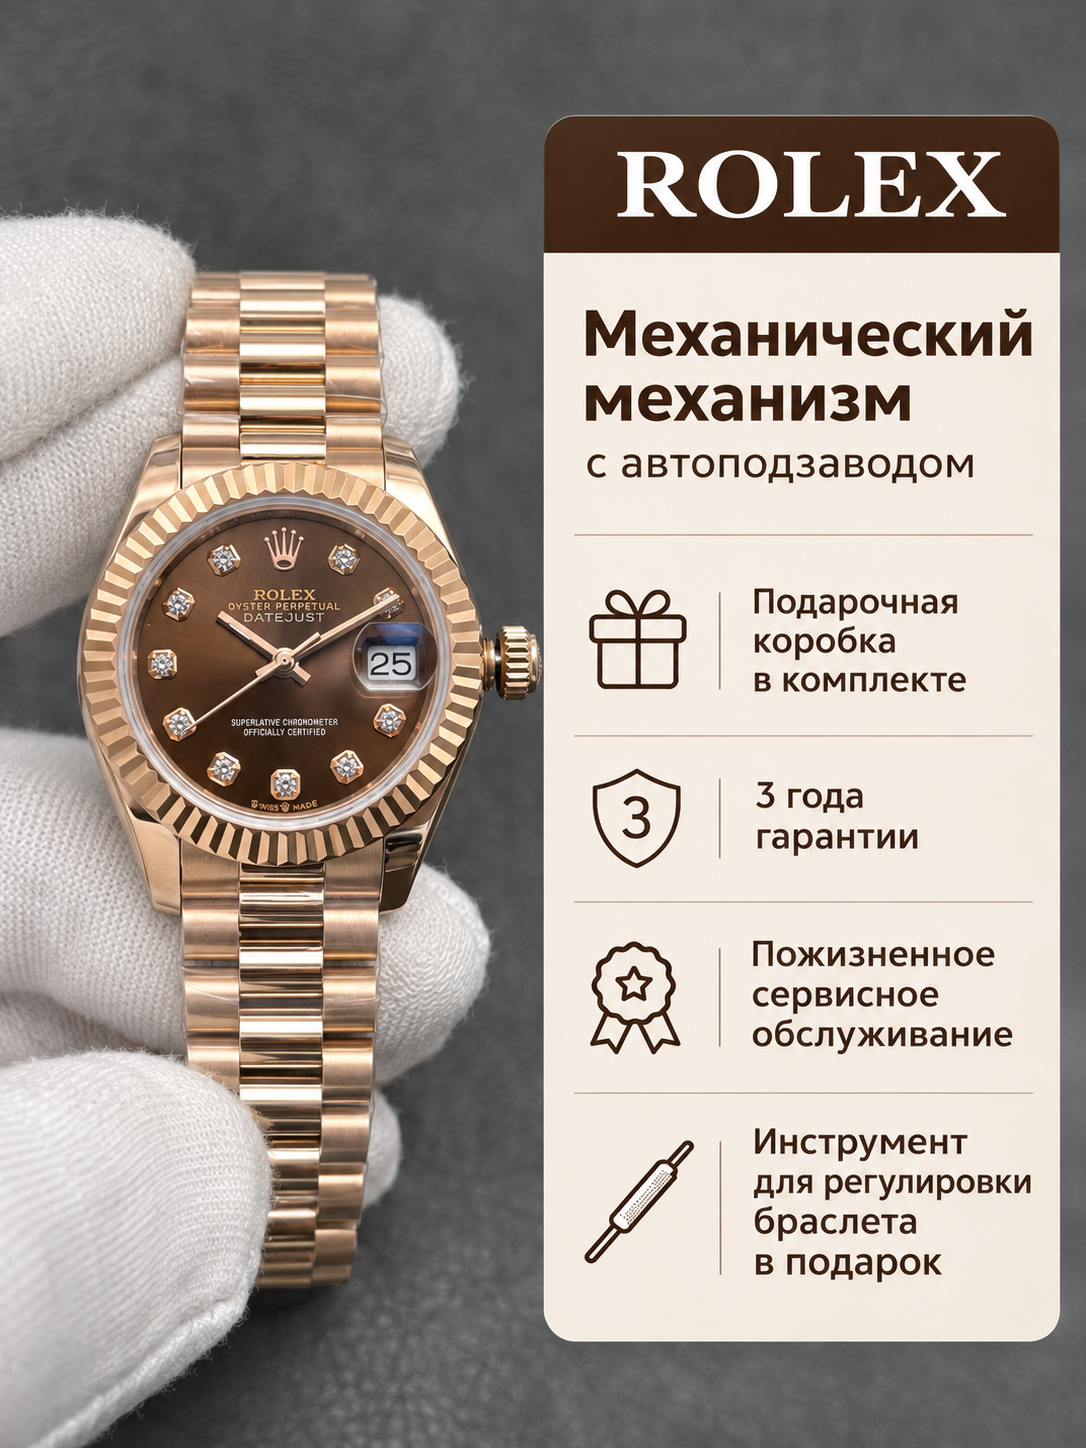 ROLEX
OYSTER PERPETUAL
DATEJUST
25
SUPERLATIVE CHRONOMETER
OFFICIALLY CERTIFIED
SWISS MADE
ROLEX
Механический
механизм
с автоподзаводом
Подарочная
коробка
в комплекте
3
3 года
гарантии
Пожизненное
сервисное
обслуживание
Инструмент
для регулировки
браслета
в подарок